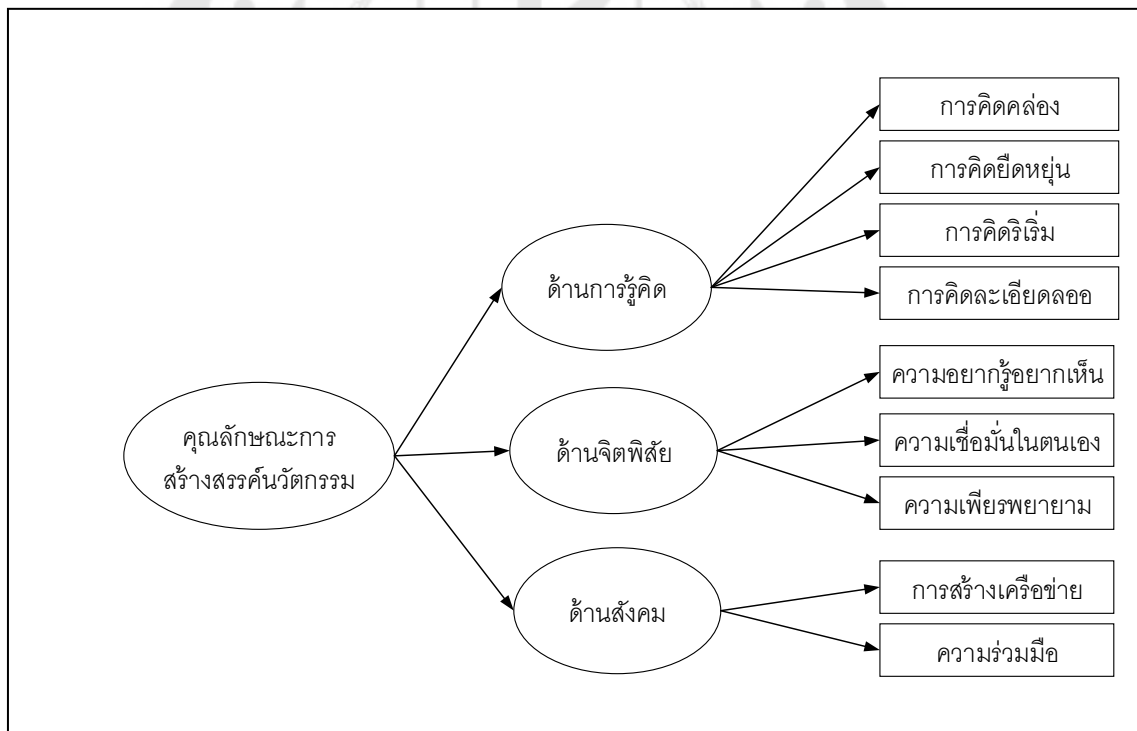 คุณลักษณะการ
สร้างสรรค์นวัตกรรม
ด้านการรู้คิด
การคิดคล่อง
การคิดยืดหยุ่น
การคิดริเริ่ม
การคิดละเอียดลออ
ด้านจิตพิสัย
ความอยากรู้อยากเห็น
ความเชื่อมั่นในตนเอง
ความเพียรพยายาม
ด้านสังคม
การสร้างเครือข่าย
ความร่วมมือ